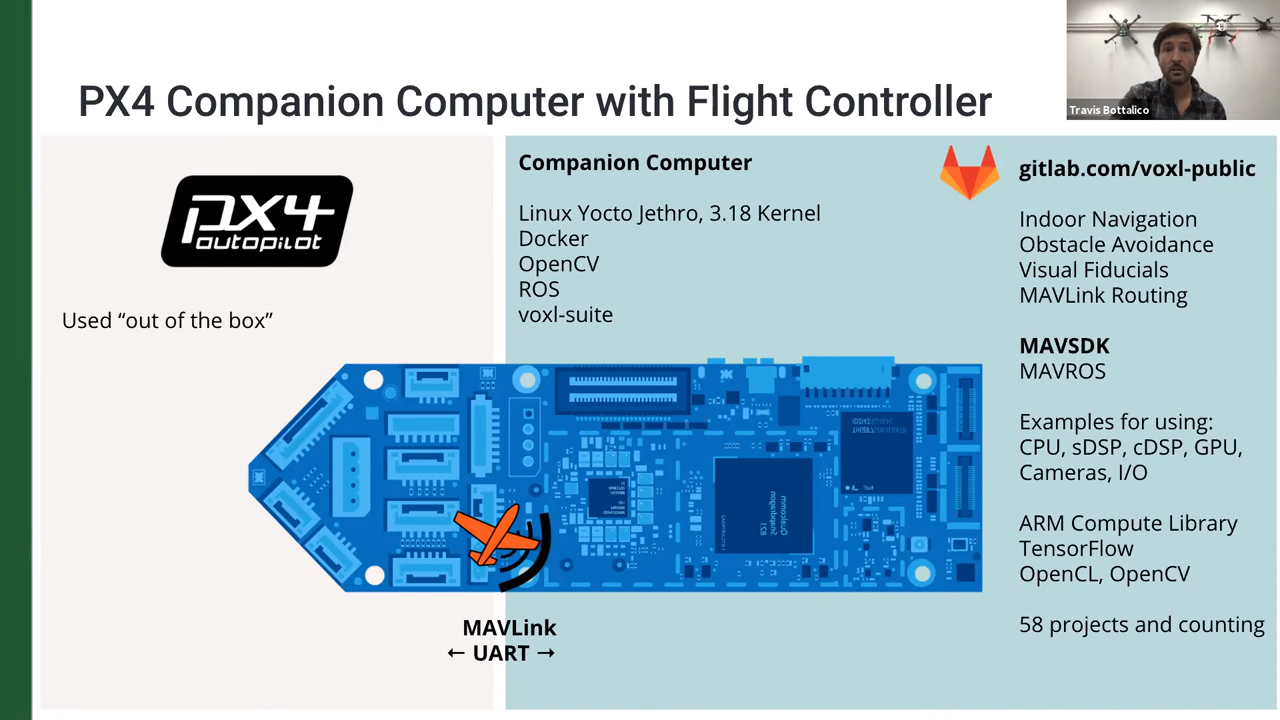 PX4 Companion Computer with Flight Controller
Travis Bottalico
px4
autopilot
Used “out of the box”
Companion Computer
Linux Yocto Jethro, 3.18 Kernel
Docker
OpenCV
ROS
voxl-suite
gitlab.com/voxl-public
Indoor Navigation
Obstacle Avoidance
Visual Fiducials
MAVLink Routing
MAVSDK
MAVROS
Examples for using:
CPU, sDSP, cDSP, GPU,
Cameras, I/O
ARM Compute Library
TensorFlow
OpenCL, OpenCV
58 projects and counting
Qualcomm
snapdragon
821
MAVLink
← UART →